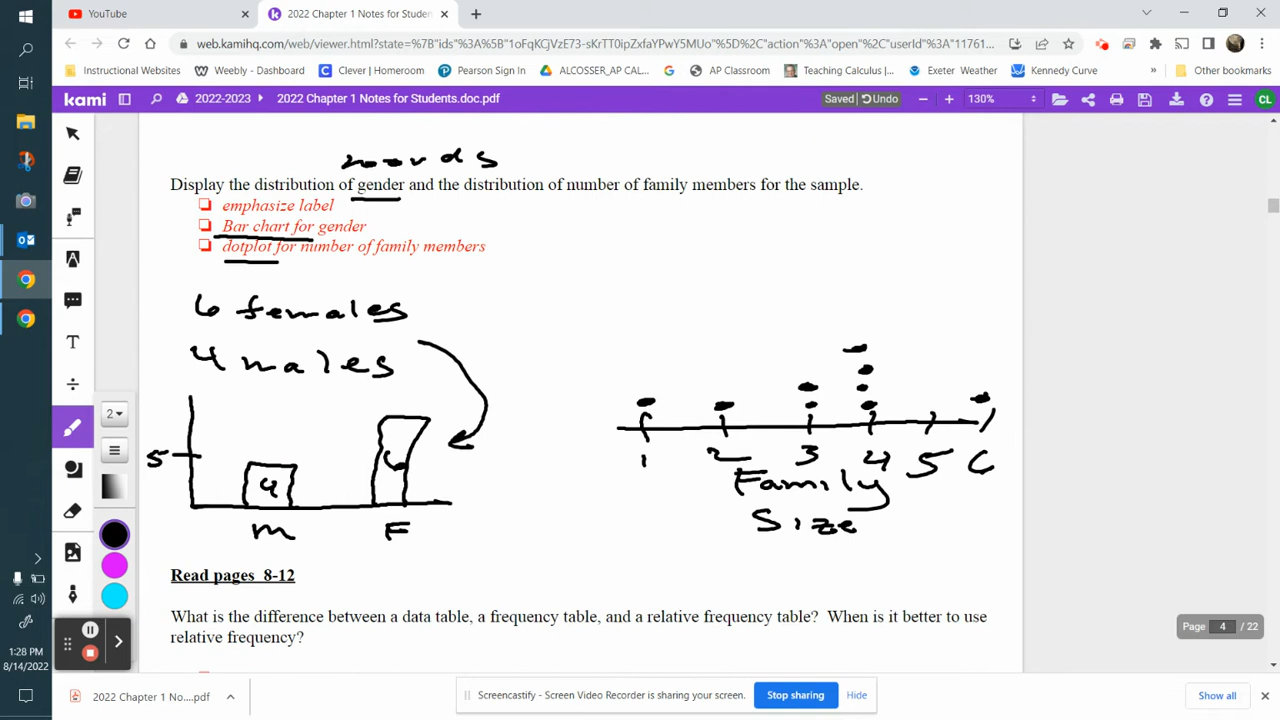 YouTube
2022 Chapter 1 Notes for Student
web.kamihq.com/web/viewer.html?state=%7B"ids"%3A%5B"1oFqKCjVzE73-sKrTT0ipZxfaYPwY5MUo"%5D%2C"action"%3A"open"%2C"userId"%3A"11761...
Instructional Websites
Weebly - Dashboard
Clever | Homeroom
Pearson Sign In
ALCOSSER_AP CAL...
AP Classroom
Teaching Calculus |...
Exeter Weather
Kennedy Curve
»
Other bookmarks
kami
2022-2023
2022 Chapter 1 Notes for Students.doc.pdf
Saved
Undo
130%
CL
words
Display the distribution of gender and the distribution of number of family members for the sample.
emphasize label
Bar chart for gender
dotplot for number of family members
6 females
4 males
5
4
6
M F
1 2 3 4 5 6
Family
Size
Read pages 8-12
What is the difference between a data table, a frequency table, and a relative frequency table? When is it better to use
relative frequency?
2
Page 4 / 22
1:28 PM
8/14/2022
2022 Chapter 1 No....pdf
Screencastify - Screen Video Recorder is sharing your screen.
Stop sharing
Hide
Show all